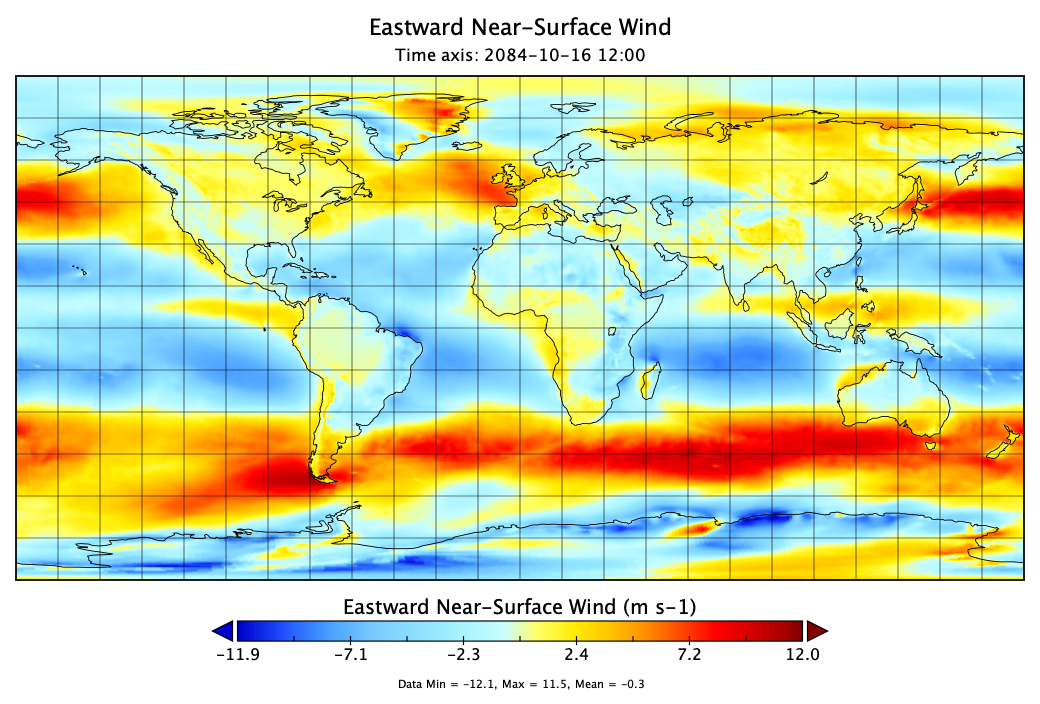 Eastward Near-Surface Wind
Time axis: 2084-10-16 12:00
Eastward Near-Surface Wind (m s-1)
-11.9 -7.1 -2.3 2.4 7.2 12.0
Data Min = -12.1, Max = 11.5, Mean = -0.3